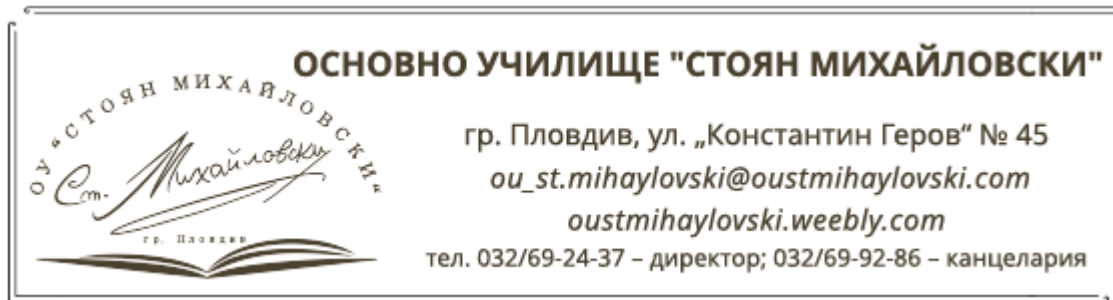 ОУ "СТОЯН МИХАЙЛОВСКИ"
Ст. Михайловски
гр. Пловдив
ОСНОВНО УЧИЛИЩЕ "СТОЯН МИХАЙЛОВСКИ"
гр. Пловдив, ул. „Константин Геров” № 45
ou_st.mihaylovski@oustmihaylovski.com
oustmihaylovski.weebly.com
тел. 032/69-24-37 – директор; 032/69-92-86 – канцелария